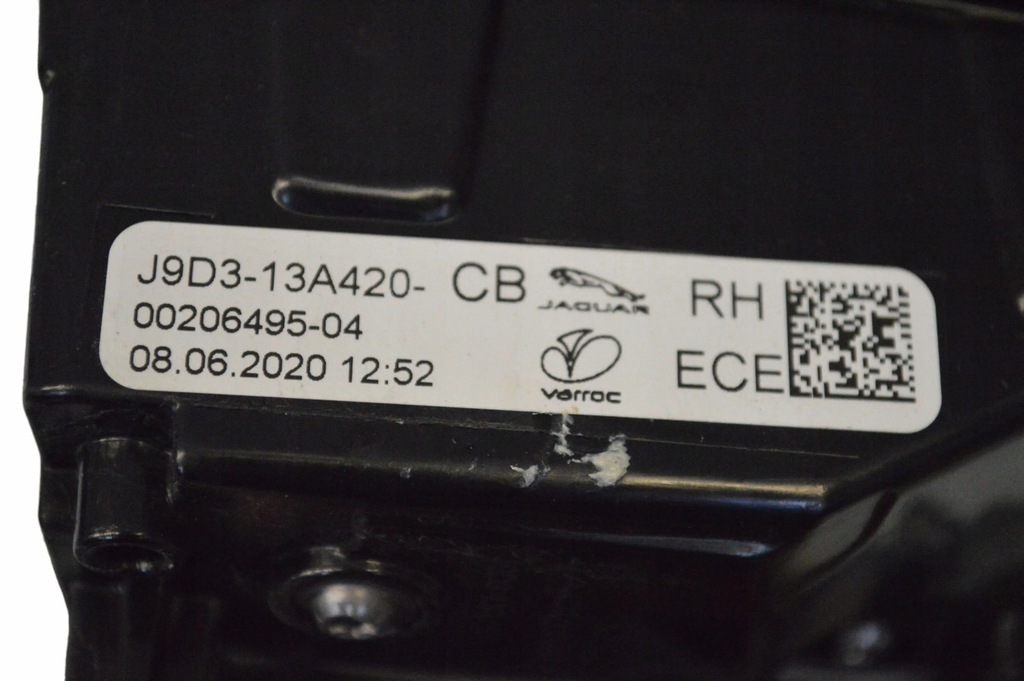 J9D3-13A420- CB JAGUAR RH
00206495-04
08.06.2020 12:52 varroc ECE